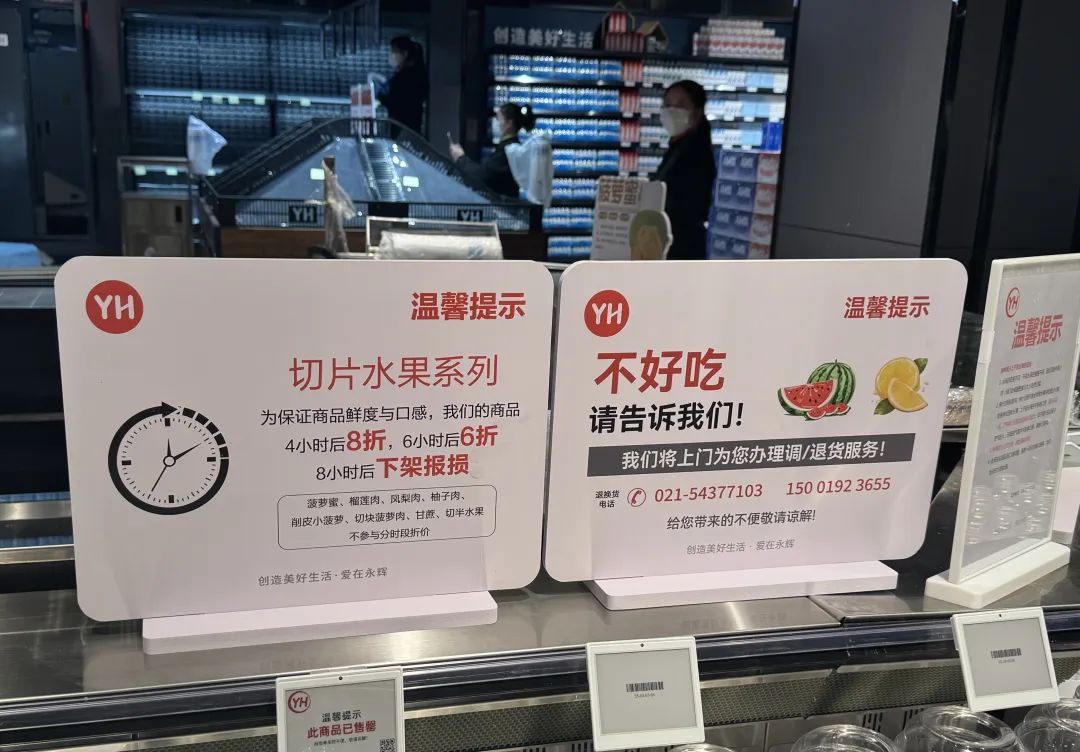 创造美好生活
菠萝蜜
YH
YH
YH
温馨提示
切片水果系列
为保证商品鲜度与口感，我们的商品
4小时后8折，6小时后6折
8小时后下架报损
菠萝蜜、榴莲肉、凤梨肉、柚子肉、
削皮小菠萝、切块菠萝肉、甘蔗、切半水果
不参与分时段折价
创造美好生活·爱在永辉
YH
温馨提示
不好吃
请告诉我们！
我们将上门为您办理调/退货服务！
退换货
电话
021-54377103 150 0192 3655
给您带来的不便敬请谅解!
创造美好生活·爱在永辉
YH
温馨提示
YH
温馨提示
此商品已售罄